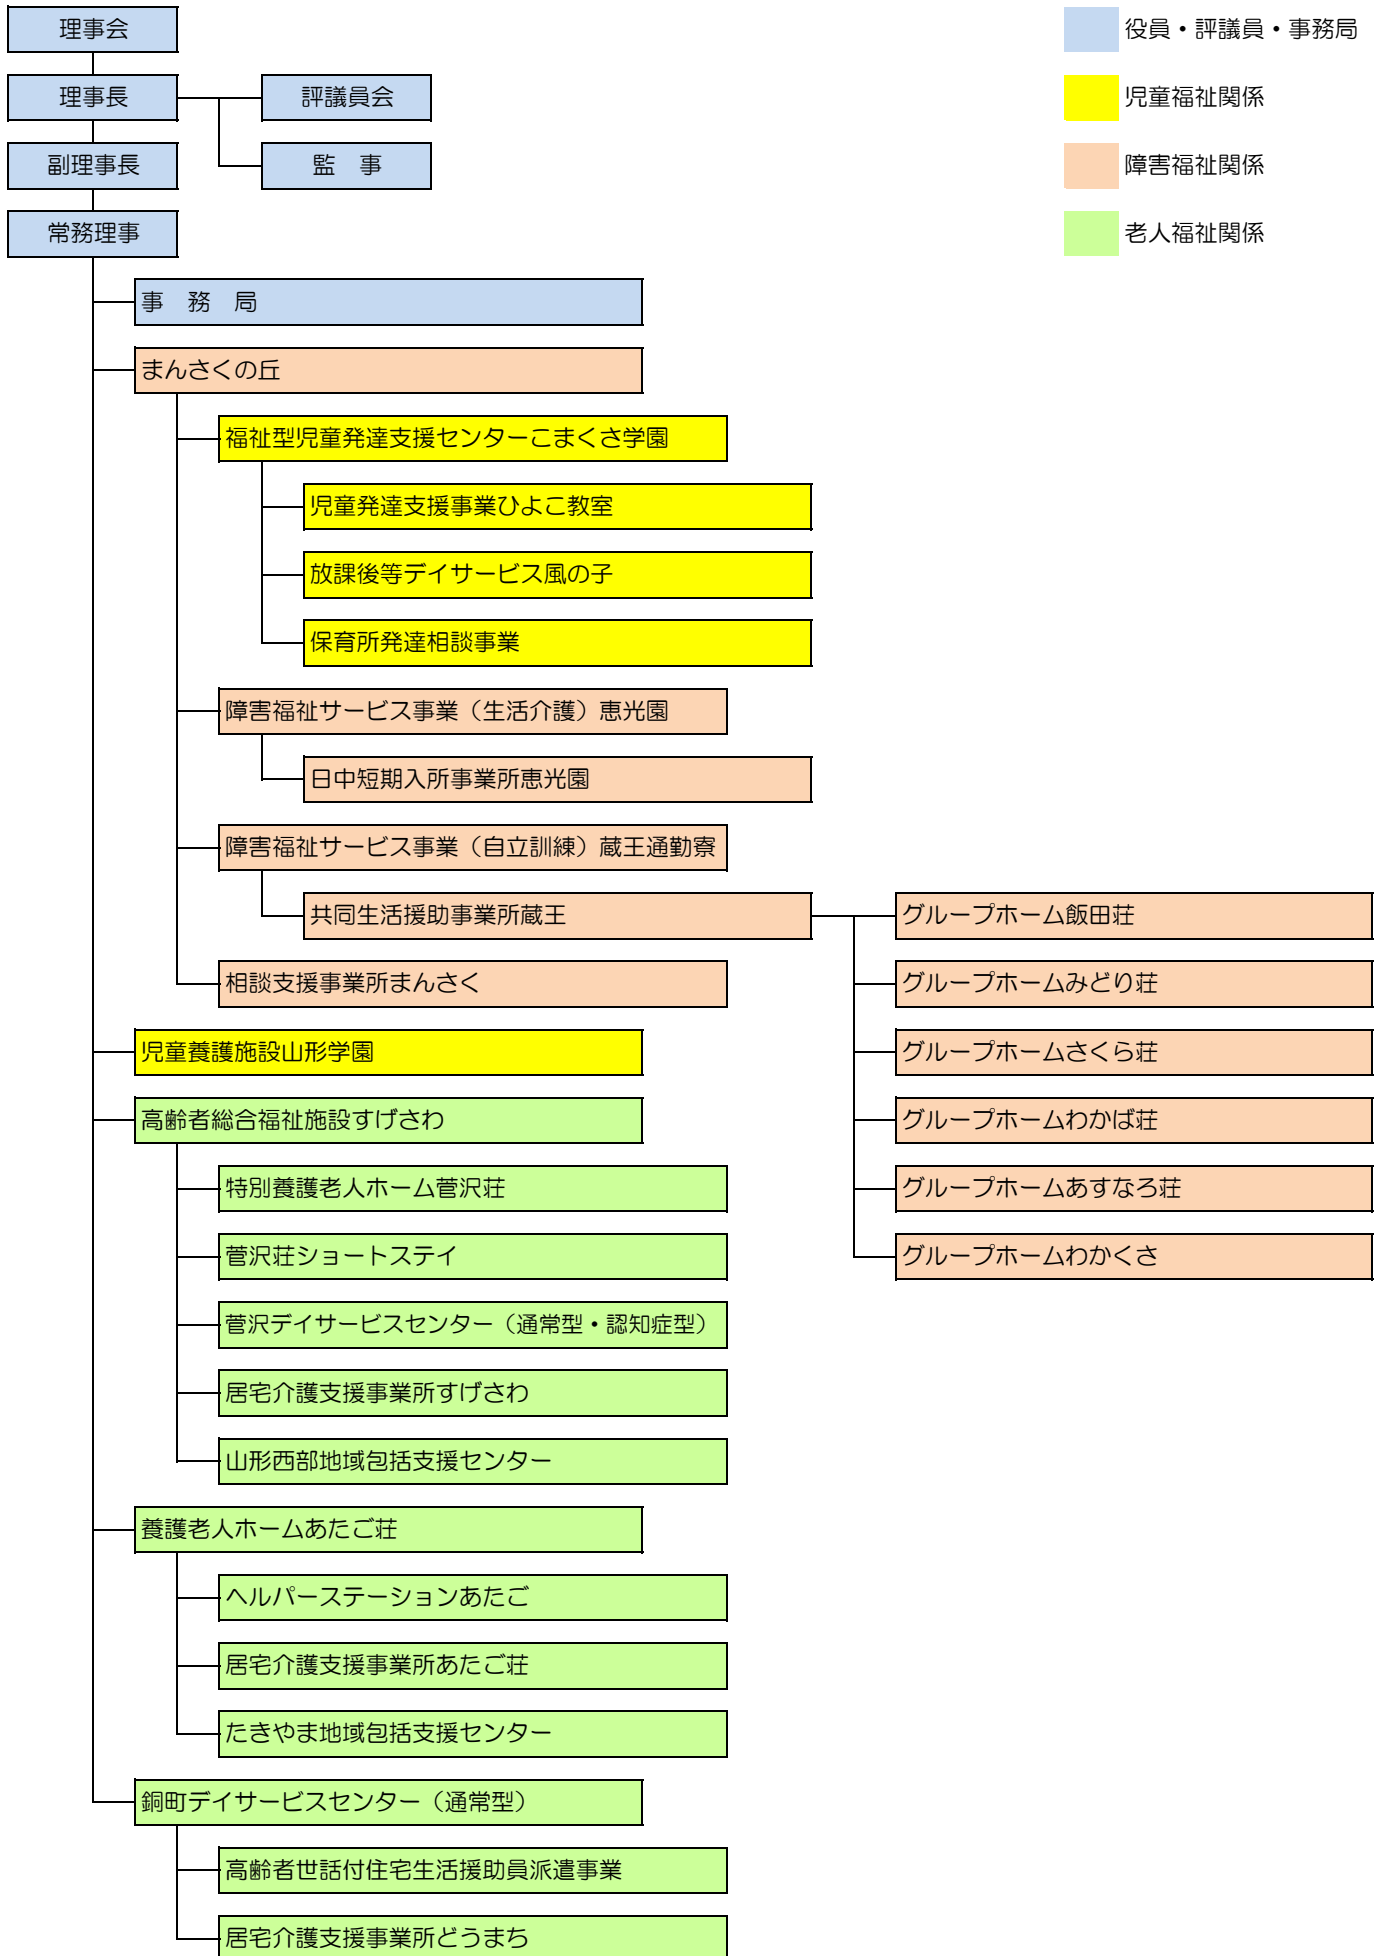 理事会
役員・評議員・事務局
理事長
評議員会
児童福祉関係
副理事長
監　事
障害福祉関係
常務理事
老人福祉関係
事　務　局
まんさくの丘
福祉型児童発達支援センターこまくさ学園
児童発達支援事業ひよこ教室
放課後等デイサービス風の子
保育所発達相談事業
障害福祉サービス事業（生活介護）恵光園
日中短期入所事業所恵光園
障害福祉サービス事業（自立訓練）蔵王通勤寮
共同生活援助事業所蔵王
グループホーム飯田荘
相談支援事業所まんさく
グループホームみどり荘
児童養護施設山形学園
グループホームさくら荘
高齢者総合福祉施設すげさわ
グループホームわかば荘
特別養護老人ホーム菅沢荘
グループホームあすなろ荘
菅沢荘ショートステイ
グループホームわかくさ
菅沢デイサービスセンター（通常型・認知症型）
居宅介護支援事業所すげさわ
山形西部地域包括支援センター
養護老人ホームあたご荘
ヘルパーステーションあたご
居宅介護支援事業所あたご荘
たきやま地域包括支援センター
銅町デイサービスセンター（通常型）
高齢者世話付住宅生活援助員派遣事業
居宅介護支援事業所どうまち